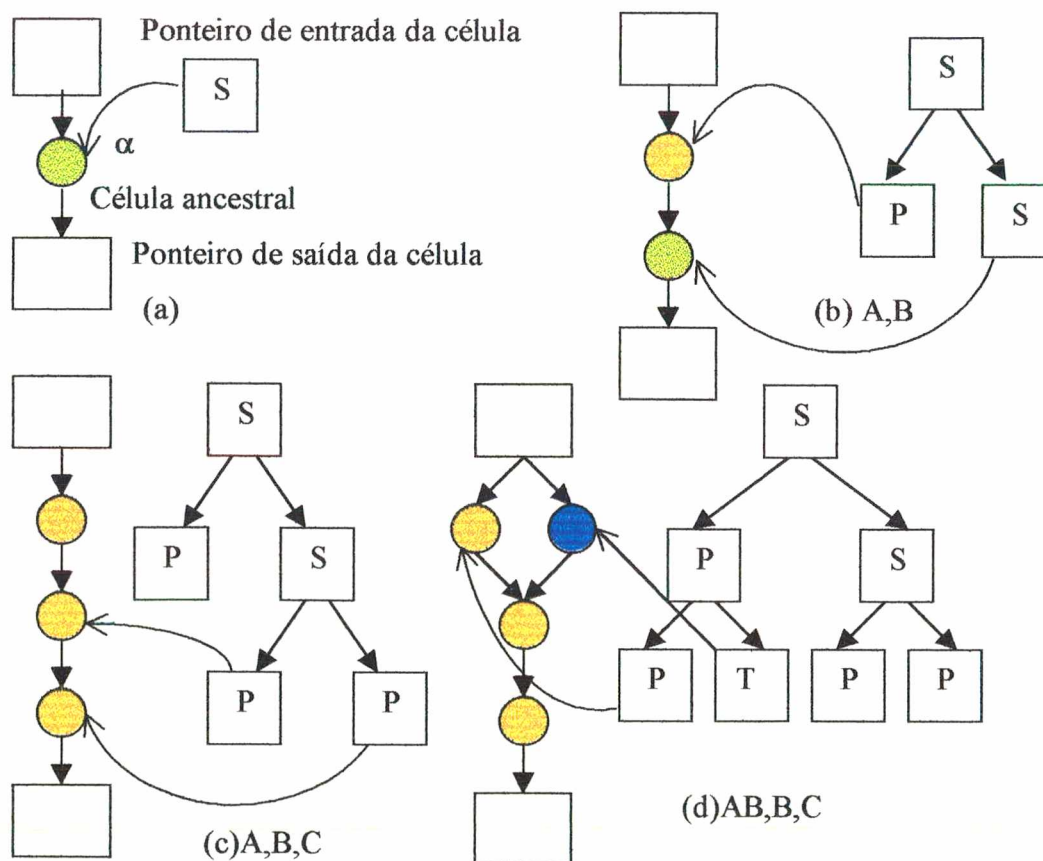 Ponteiro de entrada da célula
S
α
Célula ancestral
Ponteiro de saída da célula
(a)
S
P
S
(b) A,B
S
P
S
P
P
(c)A,B,C
S
P
S
P
T
P
P
(d)AB,B,C